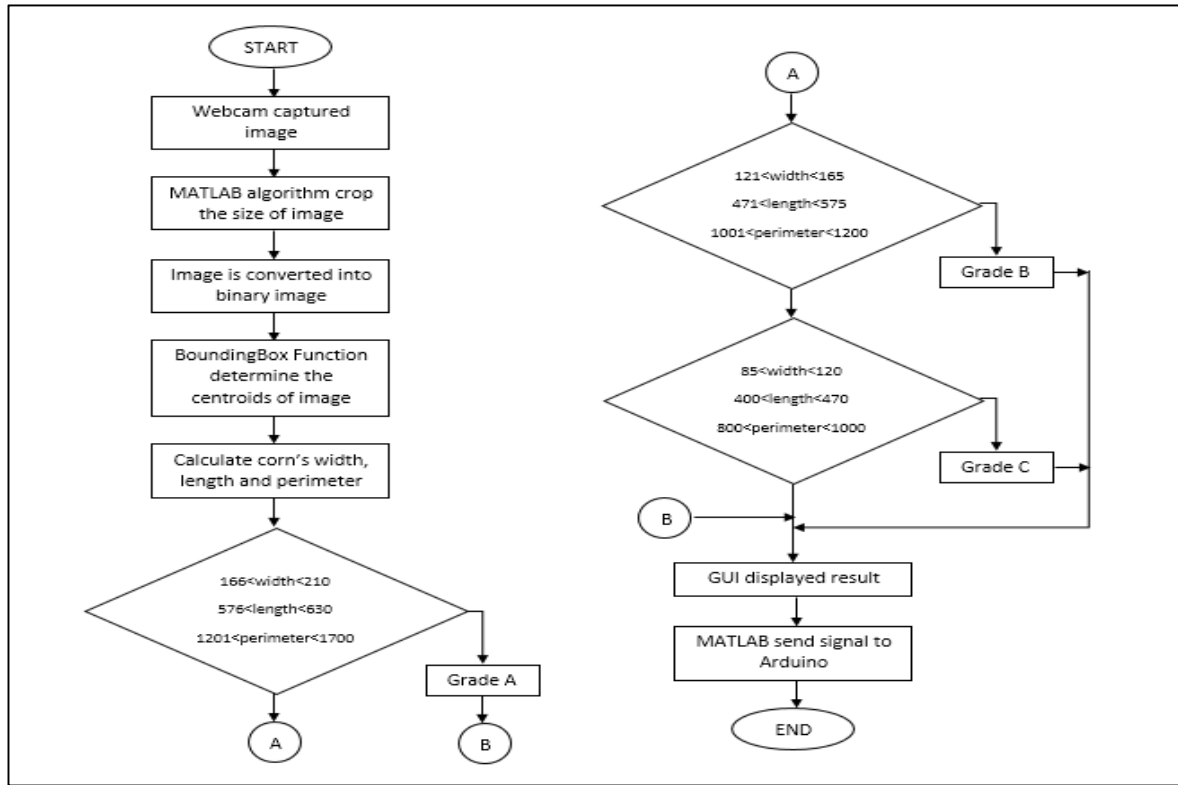 START
Webcam captured
image
MATLAB algorithm crop
the size of image
Image is converted into
binary image
BoundingBox Function
determine the
centroids of image
Calculate corn's width,
length and perimeter
166<width<210
576<length<630
1201<perimeter<1700
Grade A
A
B
A
121<width<165
471<length<575
1001<perimeter<1200
Grade B
85<width<120
400<length<470
800<perimeter<1000
Grade C
B
GUI displayed result
MATLAB send signal to
Arduino
END